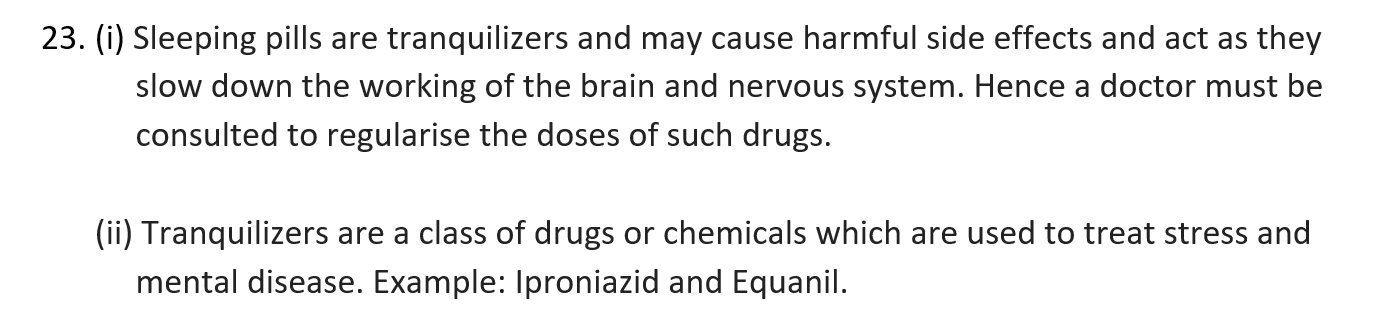 23. (i) Sleeping pills are tranquilizers and may cause harmful side effects and act as they
slow down the working of the brain and nervous system. Hence a doctor must be
consulted to regularise the doses of such drugs.
(ii) Tranquilizers are a class of drugs or chemicals which are used to treat stress and
mental disease. Example: Iproniazid and Equanil.